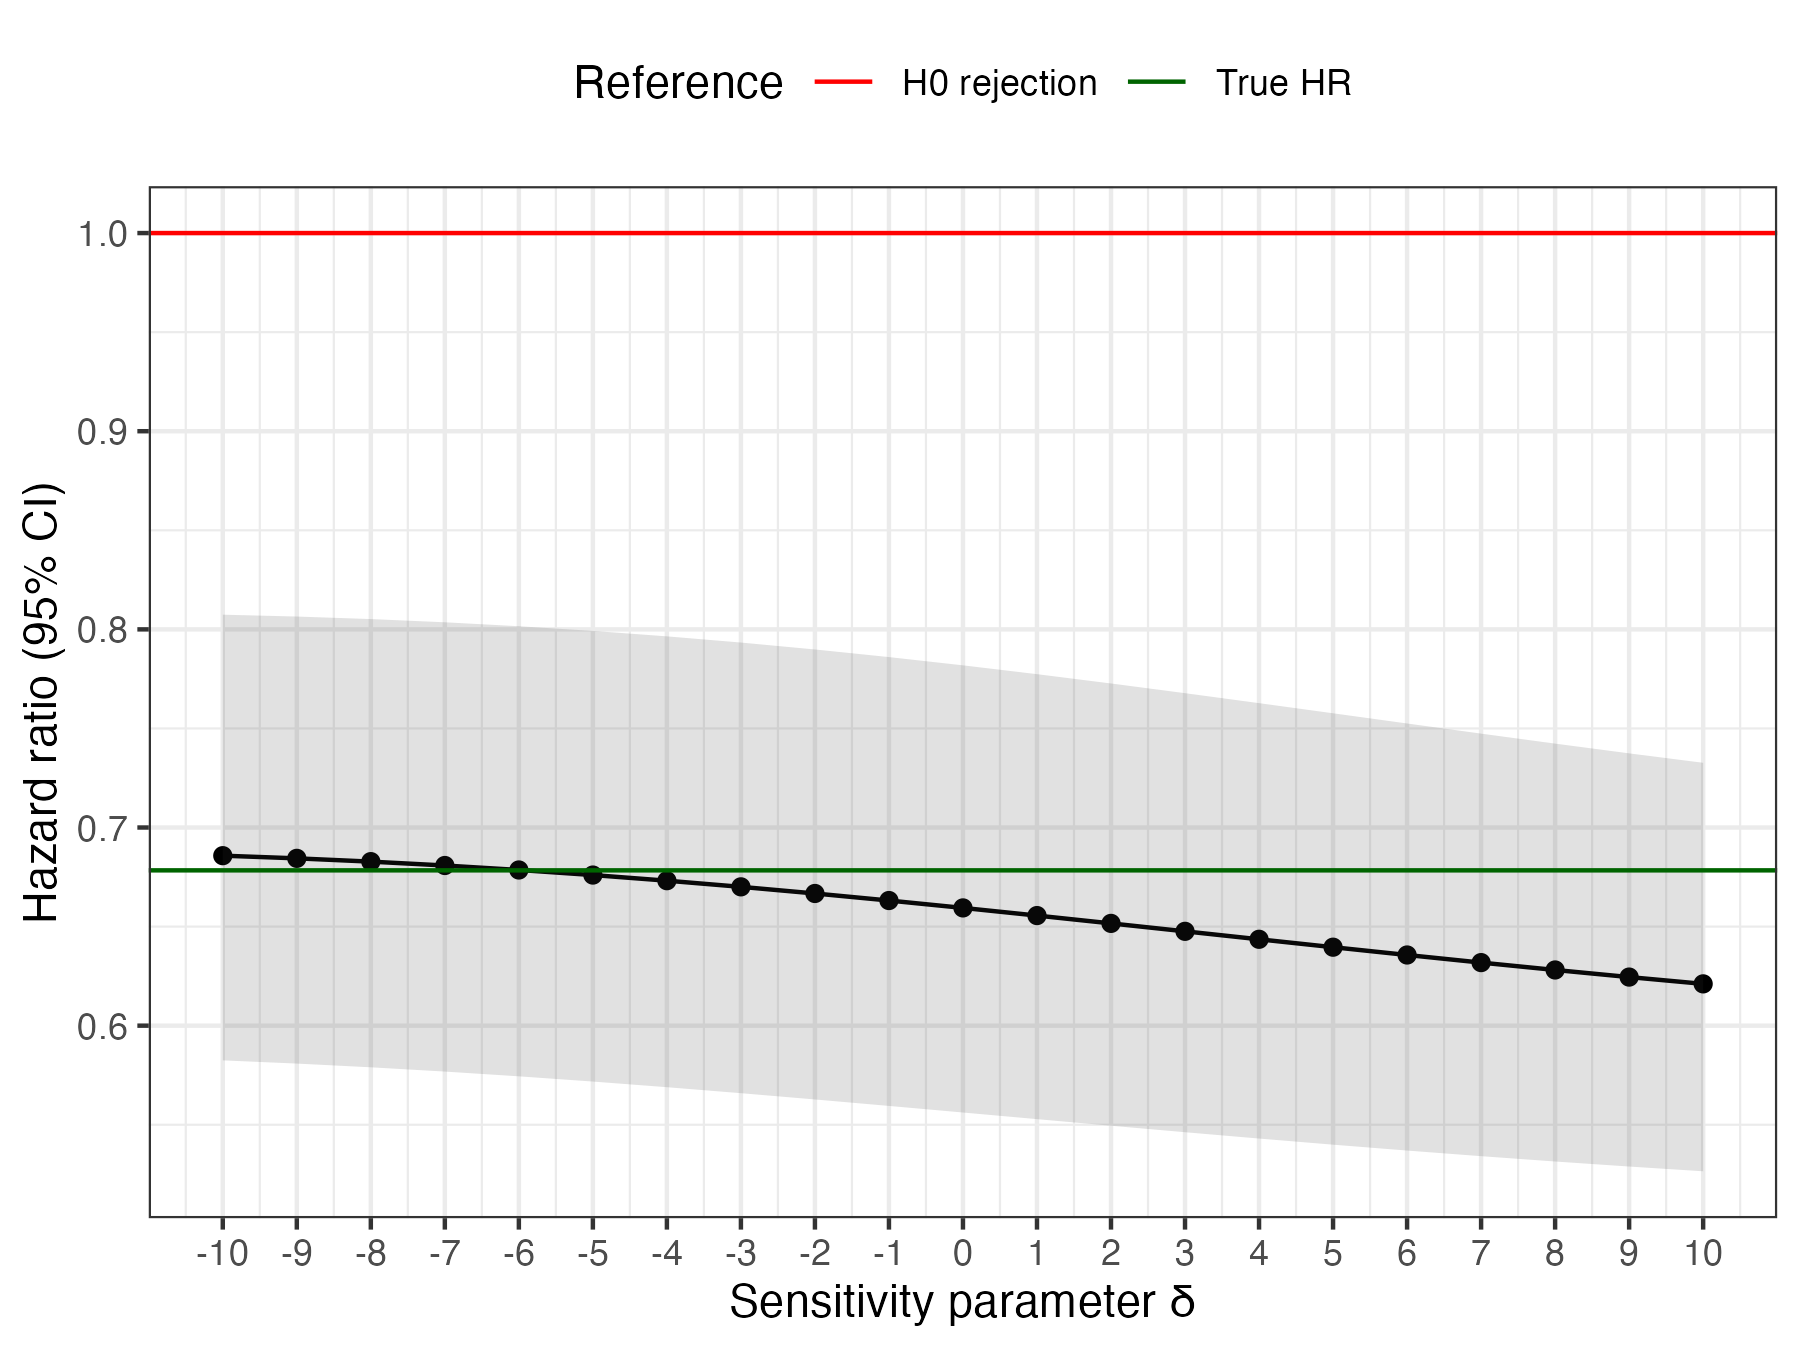 Reference H0 rejection True HR
Hazard ratio (95% CI)
1.0
0.9
0.8
0.7
0.6
-10 -9 -8 -7 -6 -5 -4 -3 -2 -1 0 1 2 3 4 5 6 7 8 9 10
Sensitivity parameter δ